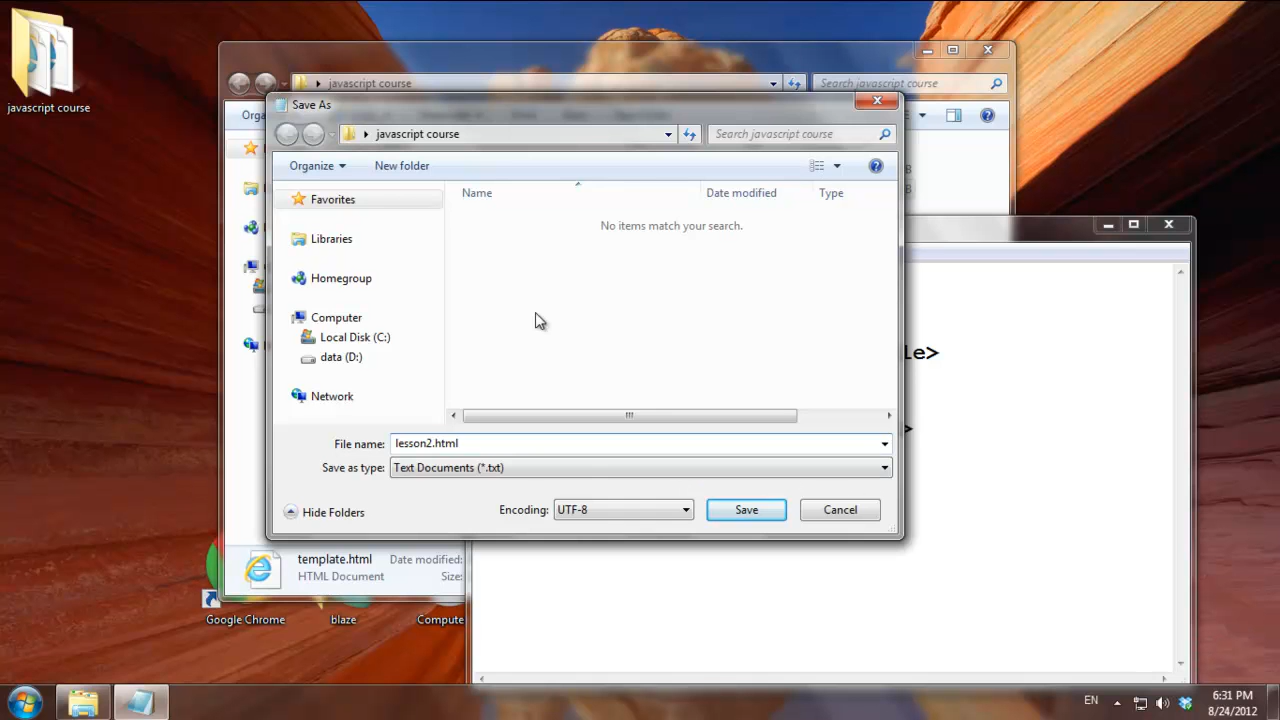 javascript course
javascript course
Search javascript course
Save As
javascript course
Search javascript course
Orga
Organize
New folder
Favorites
Libraries
Homegroup
Computer
Local Disk (C:)
data (D:)
Network
Name
Date modified
Type
No items match your search.
B
B
le>
>
File name:
lesson2.html
Save as type:
Text Documents (*.txt)
Hide Folders
Encoding:
UTF-8
Save
Cancel
template.html
Date modified:
HTML Document
Size:
Google Chrome
blaze
Compute
EN
6:31 PM
8/24/2012